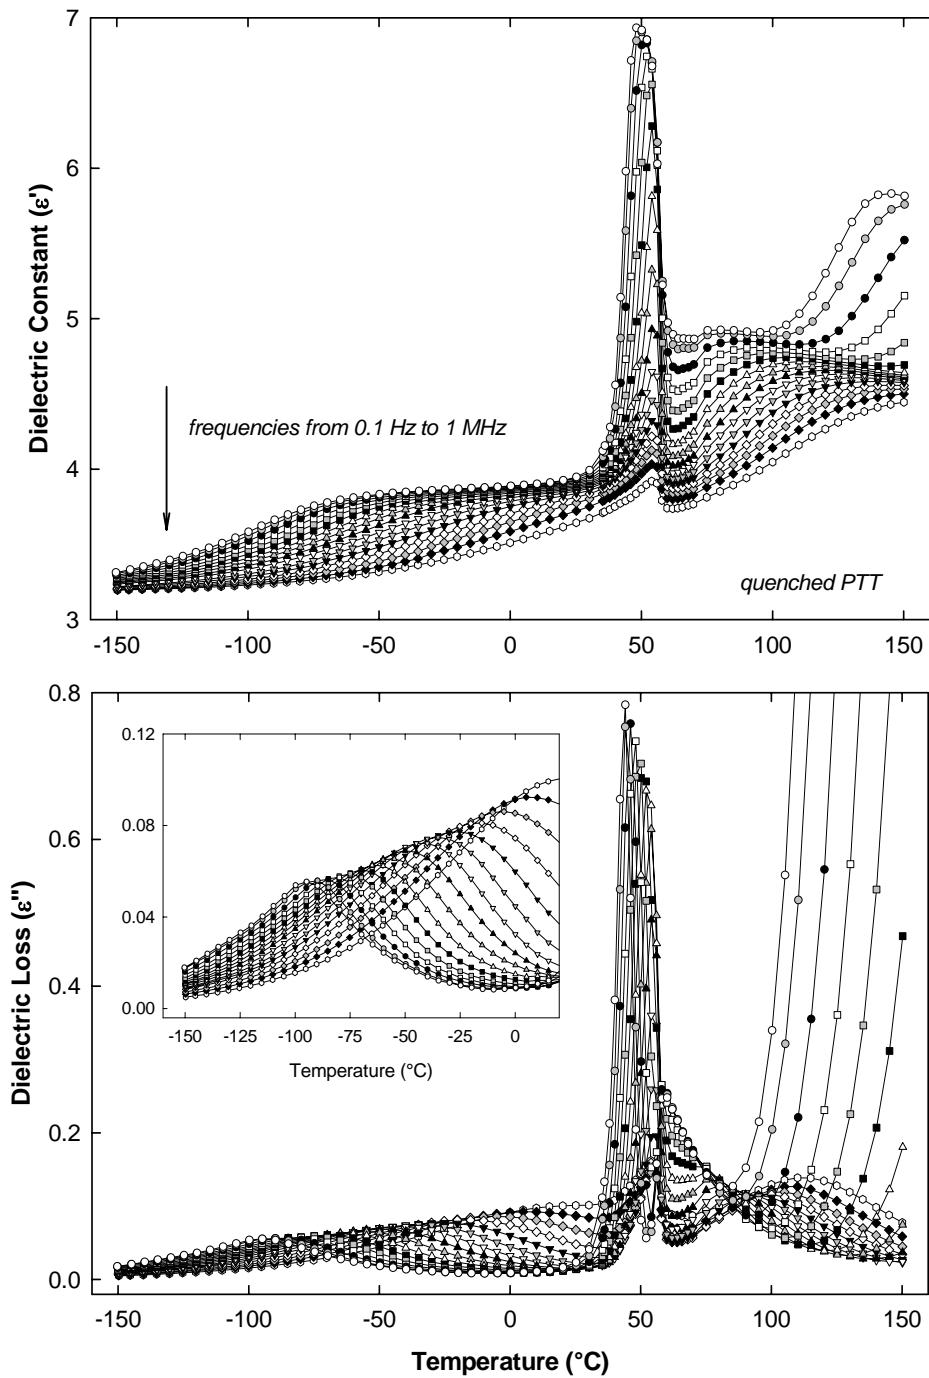 7
6
5
4
3
Dielectric Constant (ε')
frequencies from 0.1 Hz to 1 MHz
quenched PTT
-150 -100 -50 0 50 100 150
0.8
0.6
0.4
0.2
0.0
Dielectric Loss (ε")
0.12
0.08
0.04
0.00
-150 -125 -100 -75 -50 -25 0
Temperature (°C)
-150 -100 -50 0 50 100 150
Temperature (°C)